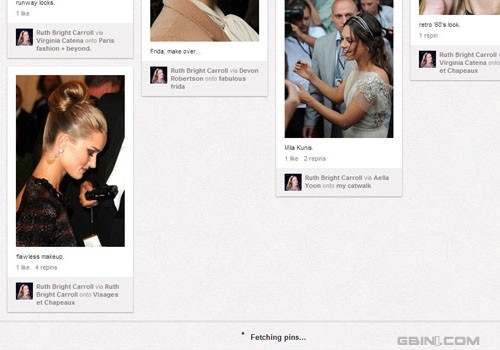 runway looks.
1 like
Ruth Bright Carroll via
Virginia Catena onto Paris
fashion + beyond.
flawless makeup.
1 like 4 repins
Ruth Bright Carroll via Ruth
Bright Carroll onto Visages
et Chapeaux
Frida, make over...
Ruth Bright Carroll via Devon
Robertson onto fabulous
frida
Mila Kunis.
1 like 2 repins
Ruth Bright Carroll via Aella
Yoon onto my catwalk
retro '60's look.
1 repin
Ruth Bright Carroll
Virginia Catena onto
et Chapeaux
Fetching pins...
GBIN1.COM